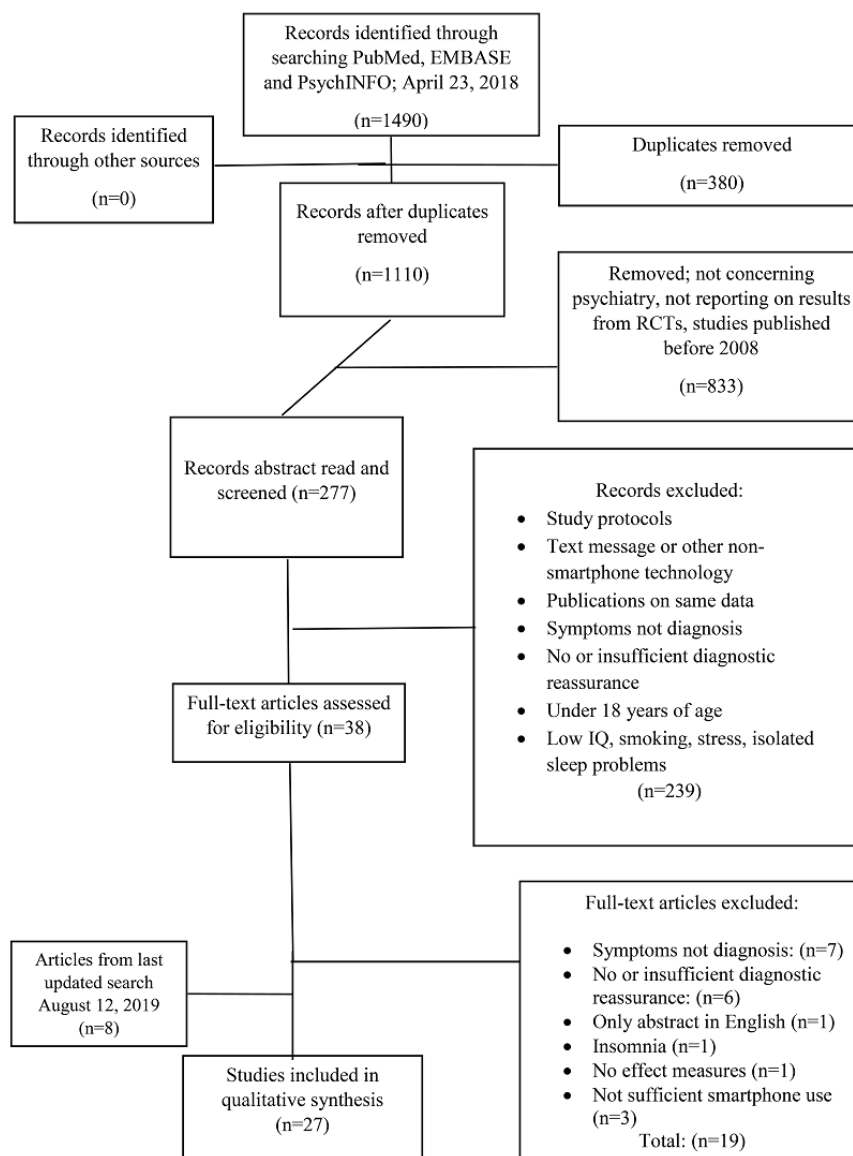 Records identified through
searching PubMed, EMBASE
and PsychINFO; April 23, 2018
(n=1490)
Records identified
through other sources
(n=0)
Duplicates removed
(n=380)
Records after duplicates
removed
(n=1110)
Removed; not concerning
psychiatry, not reporting on results
from RCTs, studies published
before 2008
(n=833)
Records abstract read and
screened (n=277)
Records excluded:
• Study protocols
• Text message or other non-
smartphone technology
• Publications on same data
• Symptoms not diagnosis
• No or insufficient diagnostic
reassurance
• Under 18 years of age
• Low IQ, smoking, stress, isolated
sleep problems
(n=239)
Full-text articles assessed
for eligibility (n=38)
Full-text articles excluded:
• Symptoms not diagnosis: (n=7)
• No or insufficient diagnostic
reassurance: (n=6)
• Only abstract in English (n=1)
• Insomnia (n=1)
• No effect measures (n=1)
• Not sufficient smartphone use
(n=3)
Total: (n=19)
Articles from last
updated search
August 12, 2019
(n=8)
Studies included in
qualitative synthesis
(n=27)